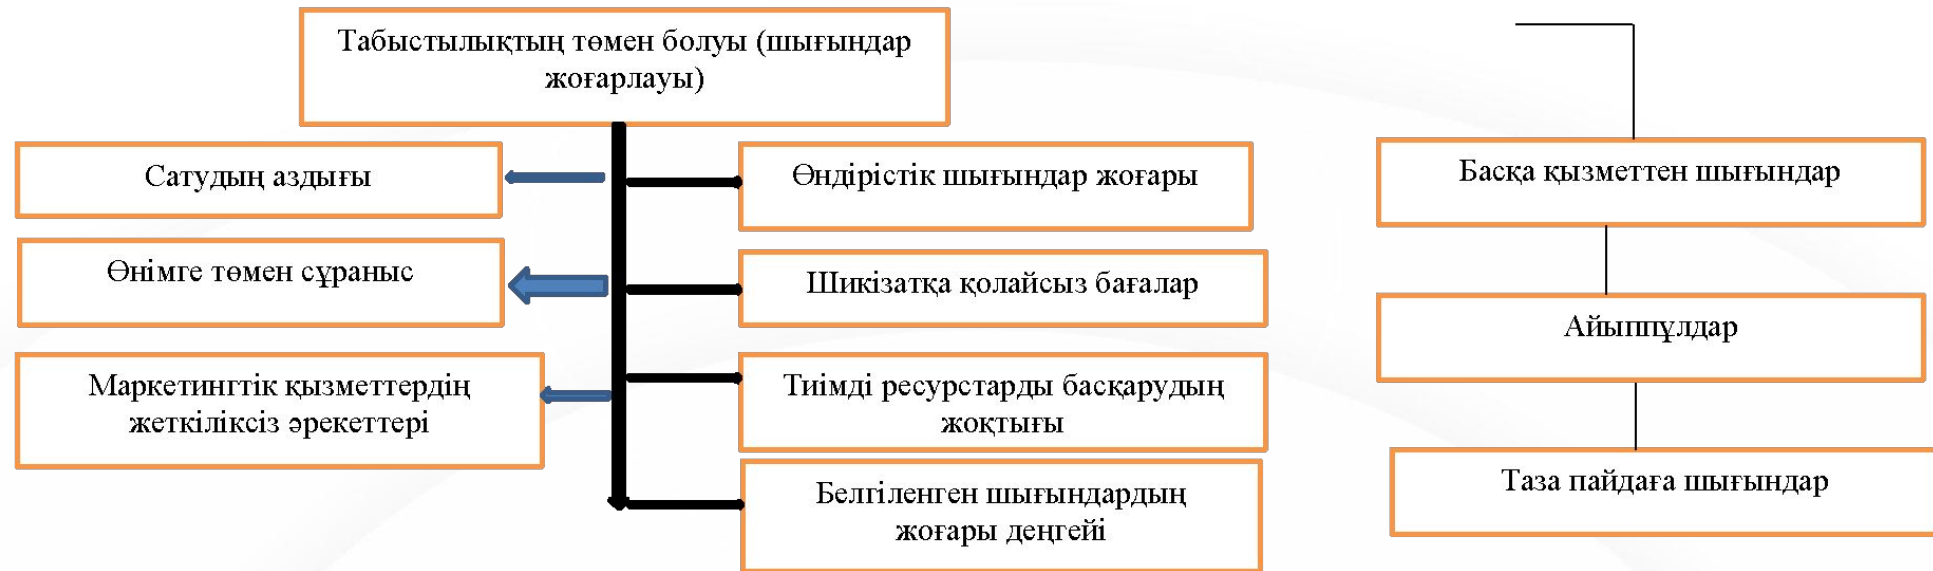 Табыстылықтың төмен болуы (шығындар
жоғарлауы)
Сатудың аздығы
Өнімге төмен сұраныс
Маркетингтік қызметтердің
жеткіліксіз әрекеттері
Өндірістік шығындар жоғары
Шикізатқа қолайсыз бағалар
Тиімді ресурстарды басқарудың
жоқтығы
Белгіленген шығындардың
жоғары деңгейі
Басқа қызметтен шығындар
Айыппұлдар
Таза пайдаға шығындар